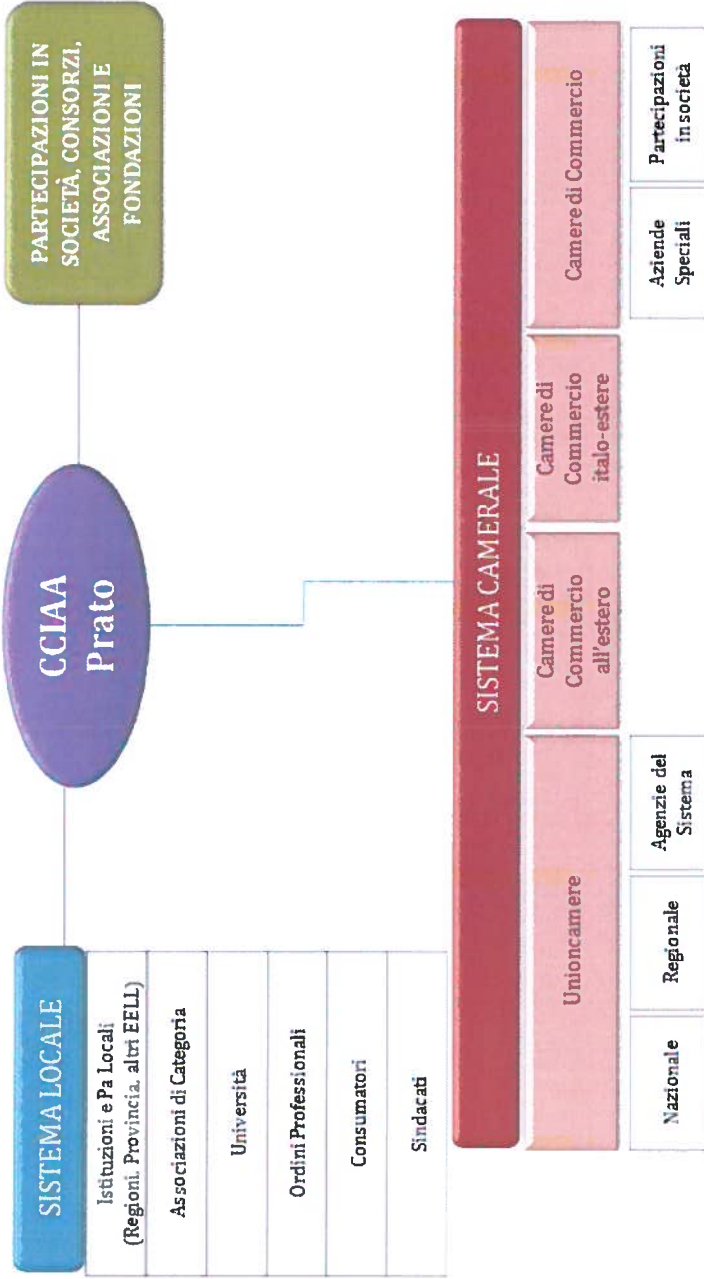 SISTEMA LOCALE
Istituzioni e Pa Locali
(Regioni. Provincia. altri EELL)
Associazioni di Categoria
Università
Ordini Professionali
Consumatori
Sindacati
CCIAA
Prato
PARTECIPAZIONI IN
SOCIETÀ, CONSORZI,
ASSOCIAZIONI E
FONDAZIONI
SISTEMA CAMERALE
Unioncamere
Camere di
Commercio
all'estero
Camere di
Commercio
italo-estere
Camere di Commercio
Nazionale
Regionale
Agenzie del
Sistema
Aziende
Speciali
Partecipazioni
in società